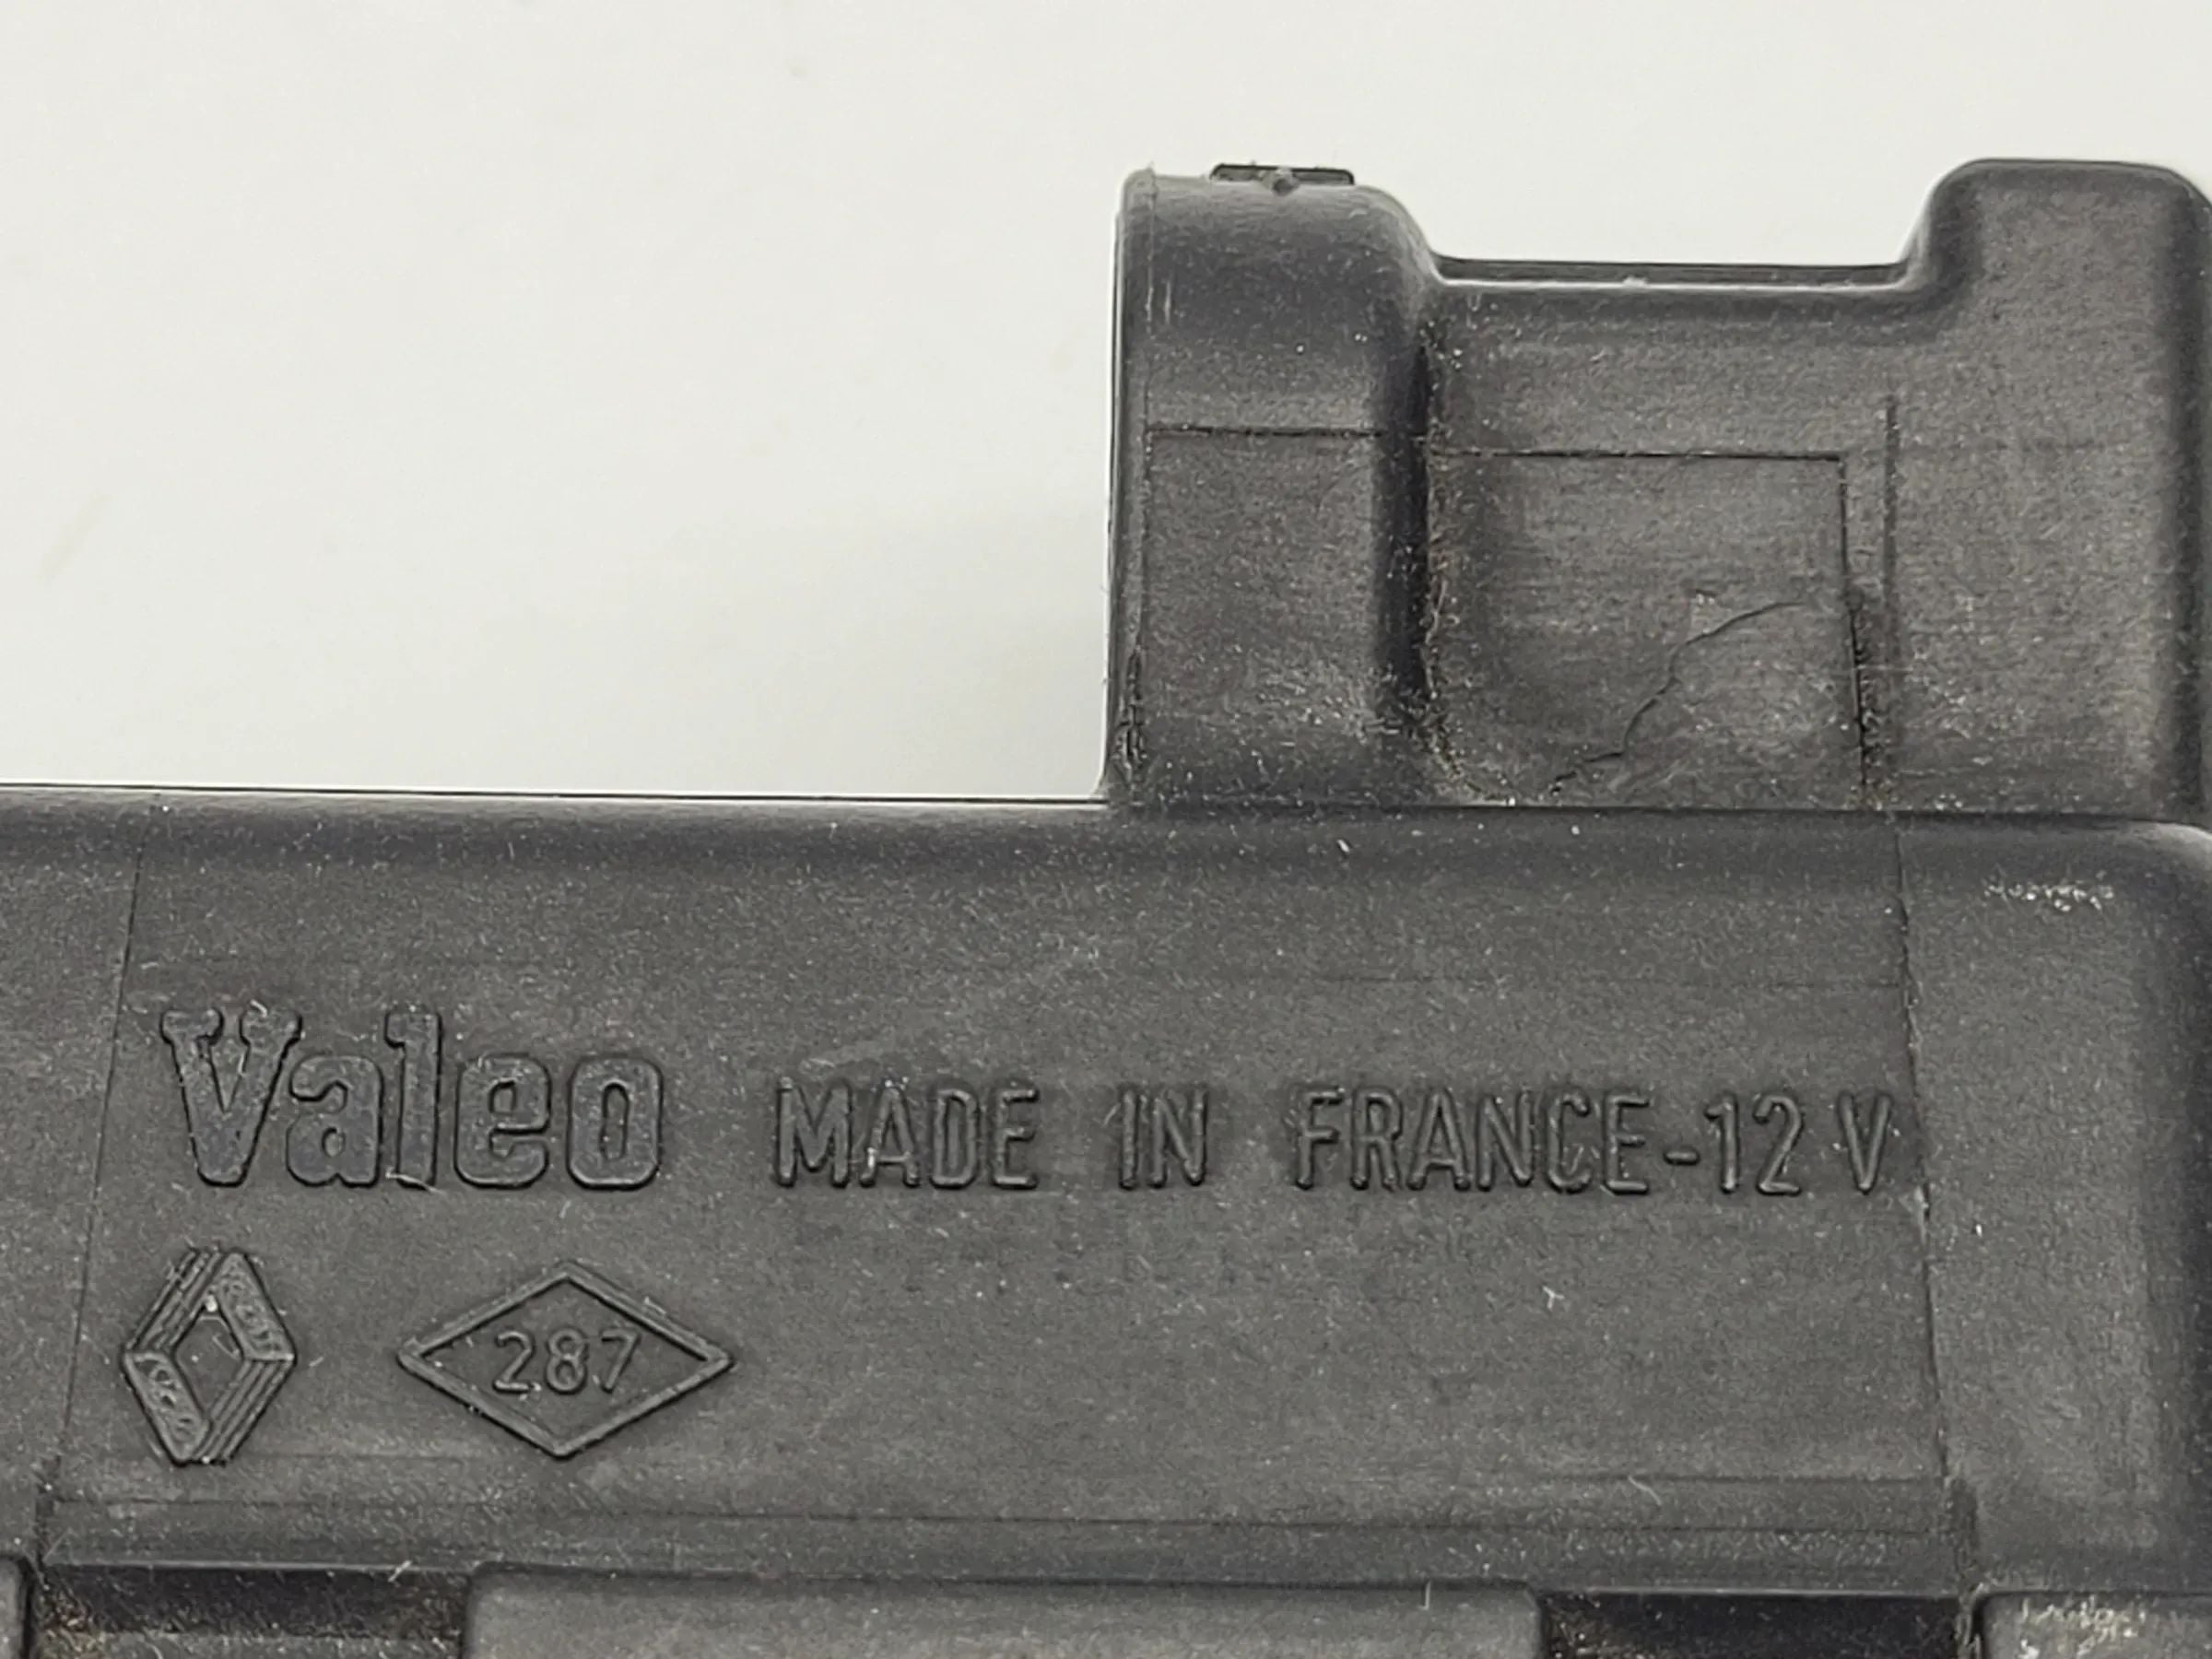 Valeo MADE IN FRANCE-12 V
287